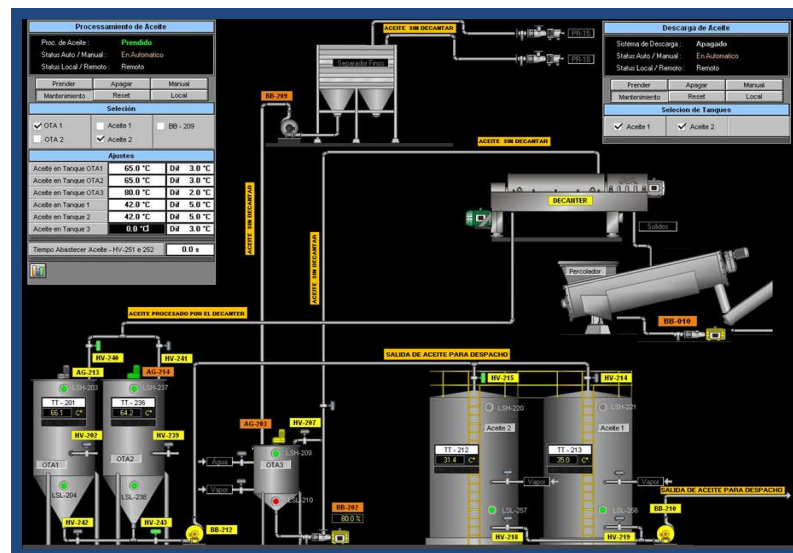 Procesamiento de Aceite
Proc. de Aceite : Prendido
Status Auto / Manual : En Automatico
Status Local / Remoto : Remoto
Prender Apagar Manual
Mantenimiento Reset Local
Seleción
OTA 1 Aceite 1 BB - 209
OTA 2 Aceite 2
Ajustes
Aceite en Tanque OTA1 65.0 °C Dif 3.0 °C
Aceite en Tanque OTA2 65.0 °C Dif 3.0 °C
Aceite en Tanque OTA3 80.0 °C Dif 2.0 °C
Aceite en Tanque 1 42.0 °C Dif 5.0 °C
Aceite en Tanque 2 42.0 °C Dif 5.0 °C
Aceite en Tanque 3 0.0 °C Dif 3.0 °C
Tiempo Abastecer Aceite - HV-251 e 252 0.0 s
ACEITE SIN DECANTAR
PR-15
PR-18
Separador Finos
BB-209
Descarga de Aceite
Sistema de Descarga : Apagado
Status Auto / Manual : En Automatico
Status Local / Remoto : Remoto
Prender Apagar Manual
Mantenimiento Reset Local
Selecion de Tanques
Aceite 1 Aceite 2
ACEITE SIN DECANTAR
ACEITE SIN DECANTAR
ACEITE SIN DECANTAR
DECANTER
Solidos
Percolador
BB-010
ACEITE PROCESADO POR EL DECANTER
SALIDA DE ACEITE PARA DESPACHO
HV-240 HV-241
AG-213 AG-214
LSH-203 LSH-237
TT - 201 TT - 236
66.1 C° 64.2 C°
HV-202 HV-239
OTA1 OTA2
LSL-204 LSL-238
HV-242 HV-243 BB-212
AG-203 HV-207
LSH-209
Agua OTA3
Vapor LSL-210
BB-202
80.0 %
HV-215 HV-214
LSH-220 LSH-221
Aceite 2 Aceite 1
TT - 212 TT - 213
31.4 C° 35.0 C°
Vapor Vapor
SALIDA DE ACEITE PARA DESPACHO
LSL-257 LSL-256 BB-210
HV-218 HV-219